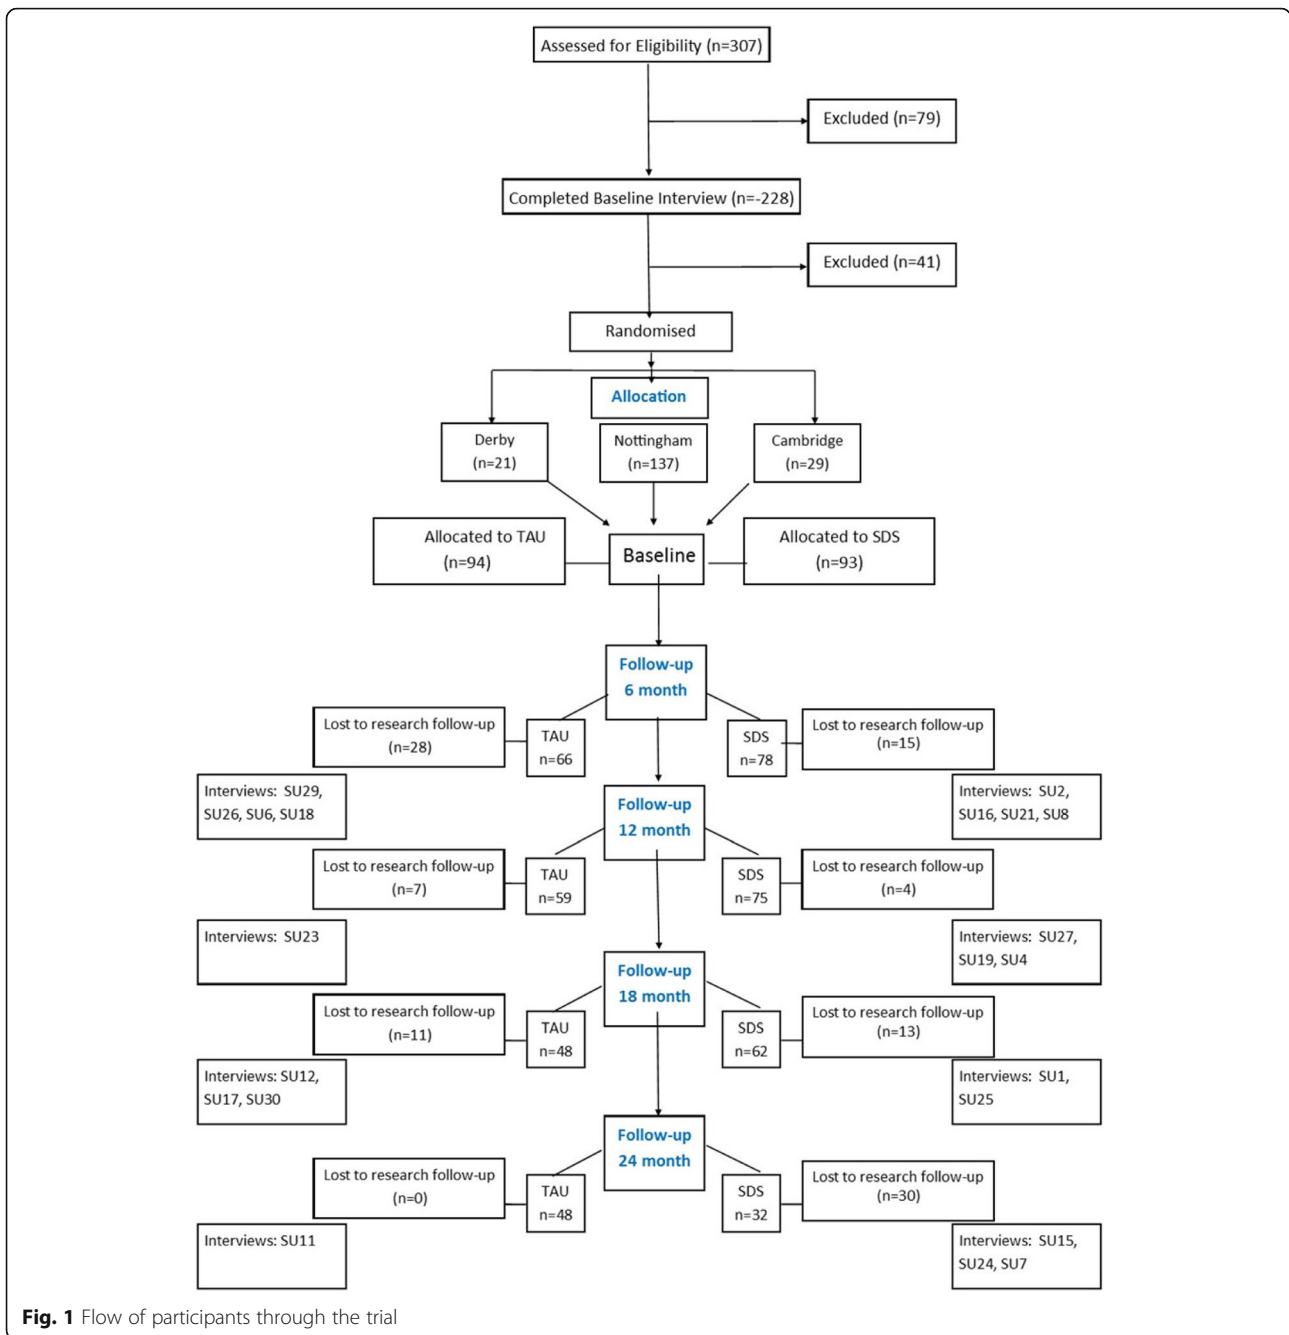 Assessed for Eligibility (n=307)
Excluded (n=79)
Completed Baseline Interview (n=-228)
Excluded (n=41)
Randomised
Allocation
Derby
(n=21)
Nottingham
(n=137)
Cambridge
(n=29)
Allocated to TAU
(n=94)
Baseline
Allocated to SDS
(n=93)
Follow-up
6 month
Lost to research follow-up
(n=28)
TAU
n=66
SDS
n=78
Lost to research follow-up
(n=15)
Interviews: SU29,
SU26, SU6, SU18
Interviews: SU2,
SU16, SU21, SU8
Follow-up
12 month
Lost to research follow-up
(n=7)
TAU
n=59
SDS
n=75
Lost to research follow-up
(n=4)
Interviews: SU23
Interviews: SU27,
SU19, SU4
Follow-up
18 month
Lost to research follow-up
(n=11)
TAU
n=48
SDS
n=62
Lost to research follow-up
(n=13)
Interviews: SU12,
SU17, SU30
Interviews: SU1,
SU25
Follow-up
24 month
Lost to research follow-up
(n=0)
TAU
n=48
SDS
n=32
Lost to research follow-up
(n=30)
Interviews: SU11
Interviews: SU15,
SU24, SU7
Fig. 1 Flow of participants through the trial